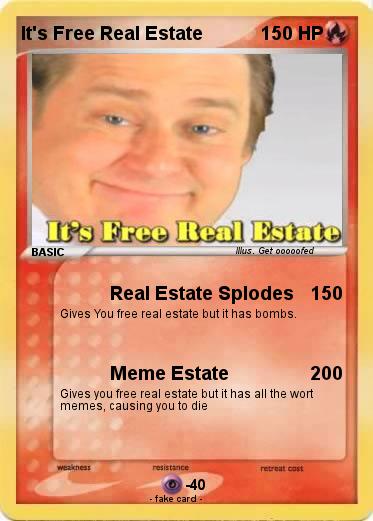 It's Free Real Estate 150 HP
It's Free Real Estate
BASIC
Illus. Get ooooofed
Real Estate Splodes 150
Gives You free real estate but it has bombs.
Meme Estate 200
Gives you free real estate but it has all the wort
memes, causing you to die
weakness resistance retreat cost
-40
- fake card -